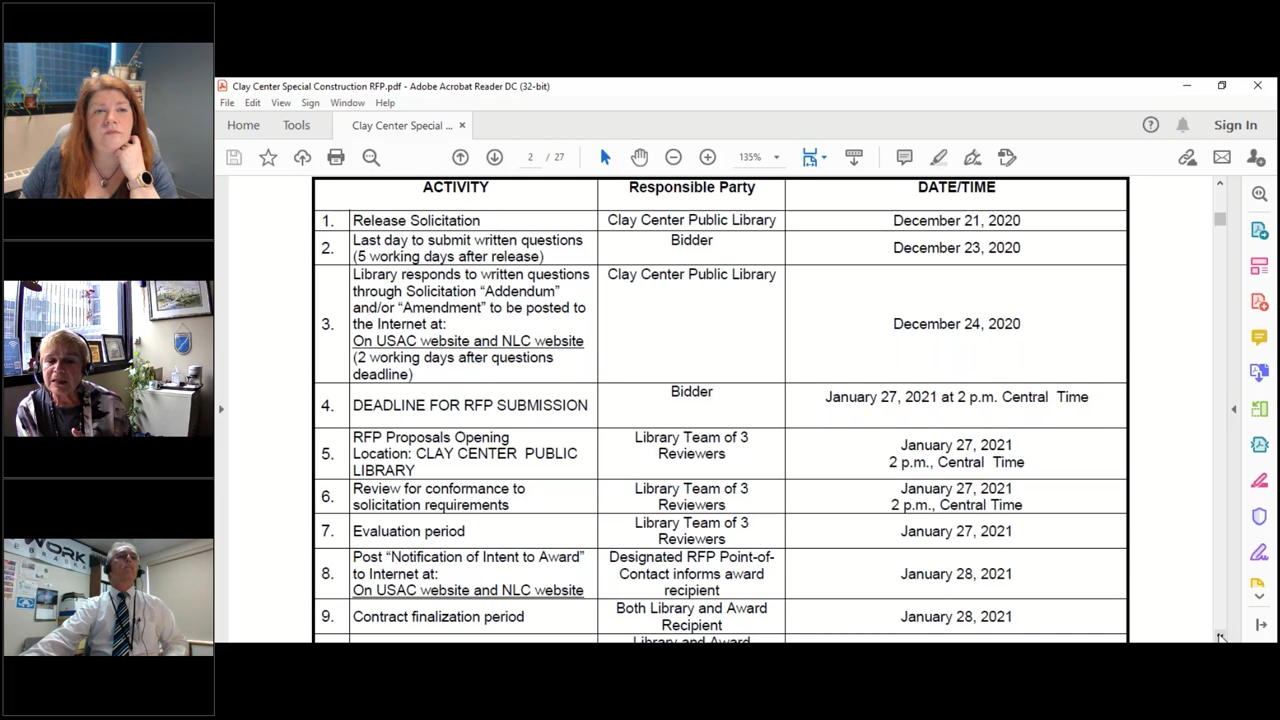 Clay Center Special Construction RFP.pdf - Adobe Acrobat Reader DC (32-bit)
File Edit View Sign Window Help
Home Tools Clay Center Special ... × Sign In
2 / 27 135%
ACTIVITY Responsible Party DATE/TIME
1. Release Solicitation Clay Center Public Library December 21, 2020
2. Last day to submit written questions
(5 working days after release)
Bidder
December 23, 2020
3. Library responds to written questions
through Solicitation “Addendum”
and/or “Amendment” to be posted to
the Internet at:
On USAC website and NLC website
(2 working days after questions
deadline)
Clay Center Public Library
December 24, 2020
4. DEADLINE FOR RFP SUBMISSION
Bidder
January 27, 2021 at 2 p.m. Central Time
5. RFP Proposals Opening
Location: CLAY CENTER PUBLIC
LIBRARY
Library Team of 3
Reviewers
January 27, 2021
2 p.m., Central Time
6. Review for conformance to
solicitation requirements
Library Team of 3
Reviewers
January 27, 2021
2 p.m., Central Time
7. Evaluation period
Library Team of 3
Reviewers
January 27, 2021
8. Post “Notification of Intent to Award”
to Internet at:
On USAC website and NLC website
Designated RFP Point-of-
Contact informs award
recipient
January 28, 2021
9. Contract finalization period
Both Library and Award
Recipient
January 28, 2021
Library and Award